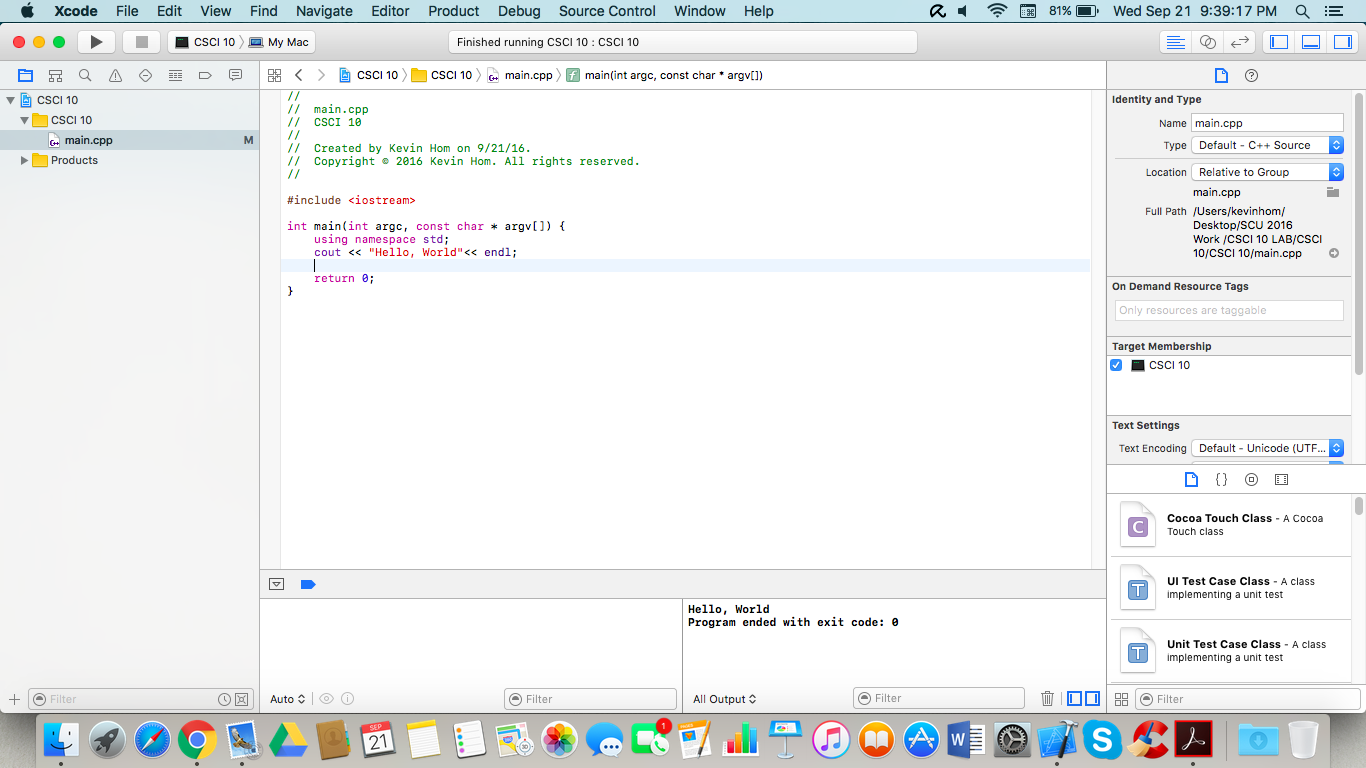 Xcode File Edit View Find Navigate Editor Product Debug Source Control Window Help 81% Wed Sep 21 9:39:17 PM
CSCI 10 My Mac Finished running CSCI 10 : CSCI 10
CSCI 10 CSCI 10 main.cpp main(int argc, const char * argv[])
CSCI 10
CSCI 10
main.cpp M
Products
//
// main.cpp
// CSCI 10
//
// Created by Kevin Hom on 9/21/16.
// Copyright © 2016 Kevin Hom. All rights reserved.
//
#include <iostream>
int main(int argc, const char * argv[]) {
using namespace std;
cout << "Hello, World"<< endl;
return 0;
}
Identity and Type
Name main.cpp
Type Default - C++ Source
Location Relative to Group
main.cpp
Full Path /Users/kevinhom/
Desktop/SCU 2016
Work /CSCI 10 LAB/CSCI
10/CSCI 10/main.cpp
On Demand Resource Tags
Only resources are taggable
Target Membership
CSCI 10
Text Settings
Text Encoding Default - Unicode (UTF...
{}
C
Cocoa Touch Class - A Cocoa
Touch class
T
UI Test Case Class - A class
implementing a unit test
T
Unit Test Case Class - A class
implementing a unit test
Hello, World
Program ended with exit code: 0
Filter
Auto
Filter
All Output
Filter
Filter
SEP
21
3D
1
W
S